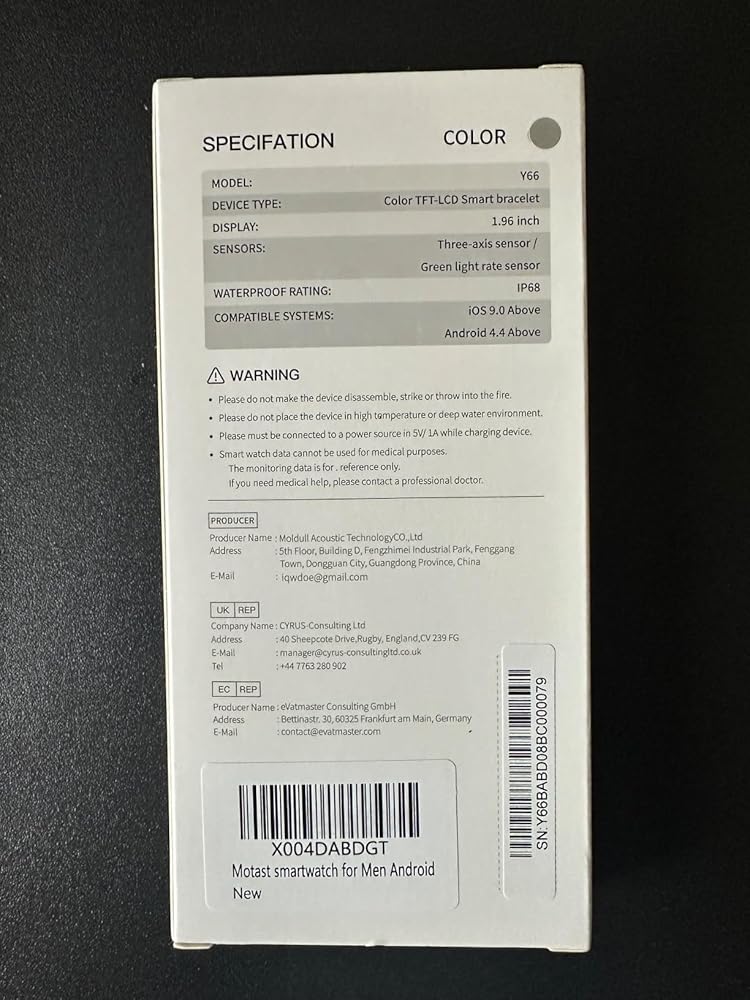 SPECIFATION COLOR
MODEL: Y66
DEVICE TYPE: Color TFT-LCD Smart bracelet
DISPLAY: 1.96 inch
SENSORS: Three-axis sensor /
Green light rate sensor
WATERPROOF RATING: IP68
COMPATIBLE SYSTEMS: iOS 9.0 Above
Android 4.4 Above
WARNING
• Please do not make the device disassemble, strike or throw into the fire.
• Please do not place the device in high temperature or deep water environment.
• Please must be connected to a power source in 5V/ 1A while charging device.
• Smart watch data cannot be used for medical purposes.
The monitoring data is for . reference only.
If you need medical help, please contact a professional doctor.
PRODUCER
Producer Name : Moldull Acoustic TechnologyCO.,Ltd
Address : 5th Floor, Building D, Fengzhimei Industrial Park, Fenggang
Town, Dongguan City, Guangdong Province, China
E-Mail : iqwdoe@gmail.com
UK REP
Company Name : CYRUS-Consulting Ltd
Address : 40 Sheepcote Drive,Rugby, England,CV 239 FG
E-Mail : manager@cyrus-consultingltd.co.uk
Tel : +44 7763 280 902
EC REP
Producer Name : eVatmaster Consulting GmbH
Address : Bettinastr. 30, 60325 Frankfurt am Main, Germany
E-Mail : contact@evatmaster.com
X004DABDGT
Motast smartwatch for Men Android
New
SN:Y66BABD08BC000079